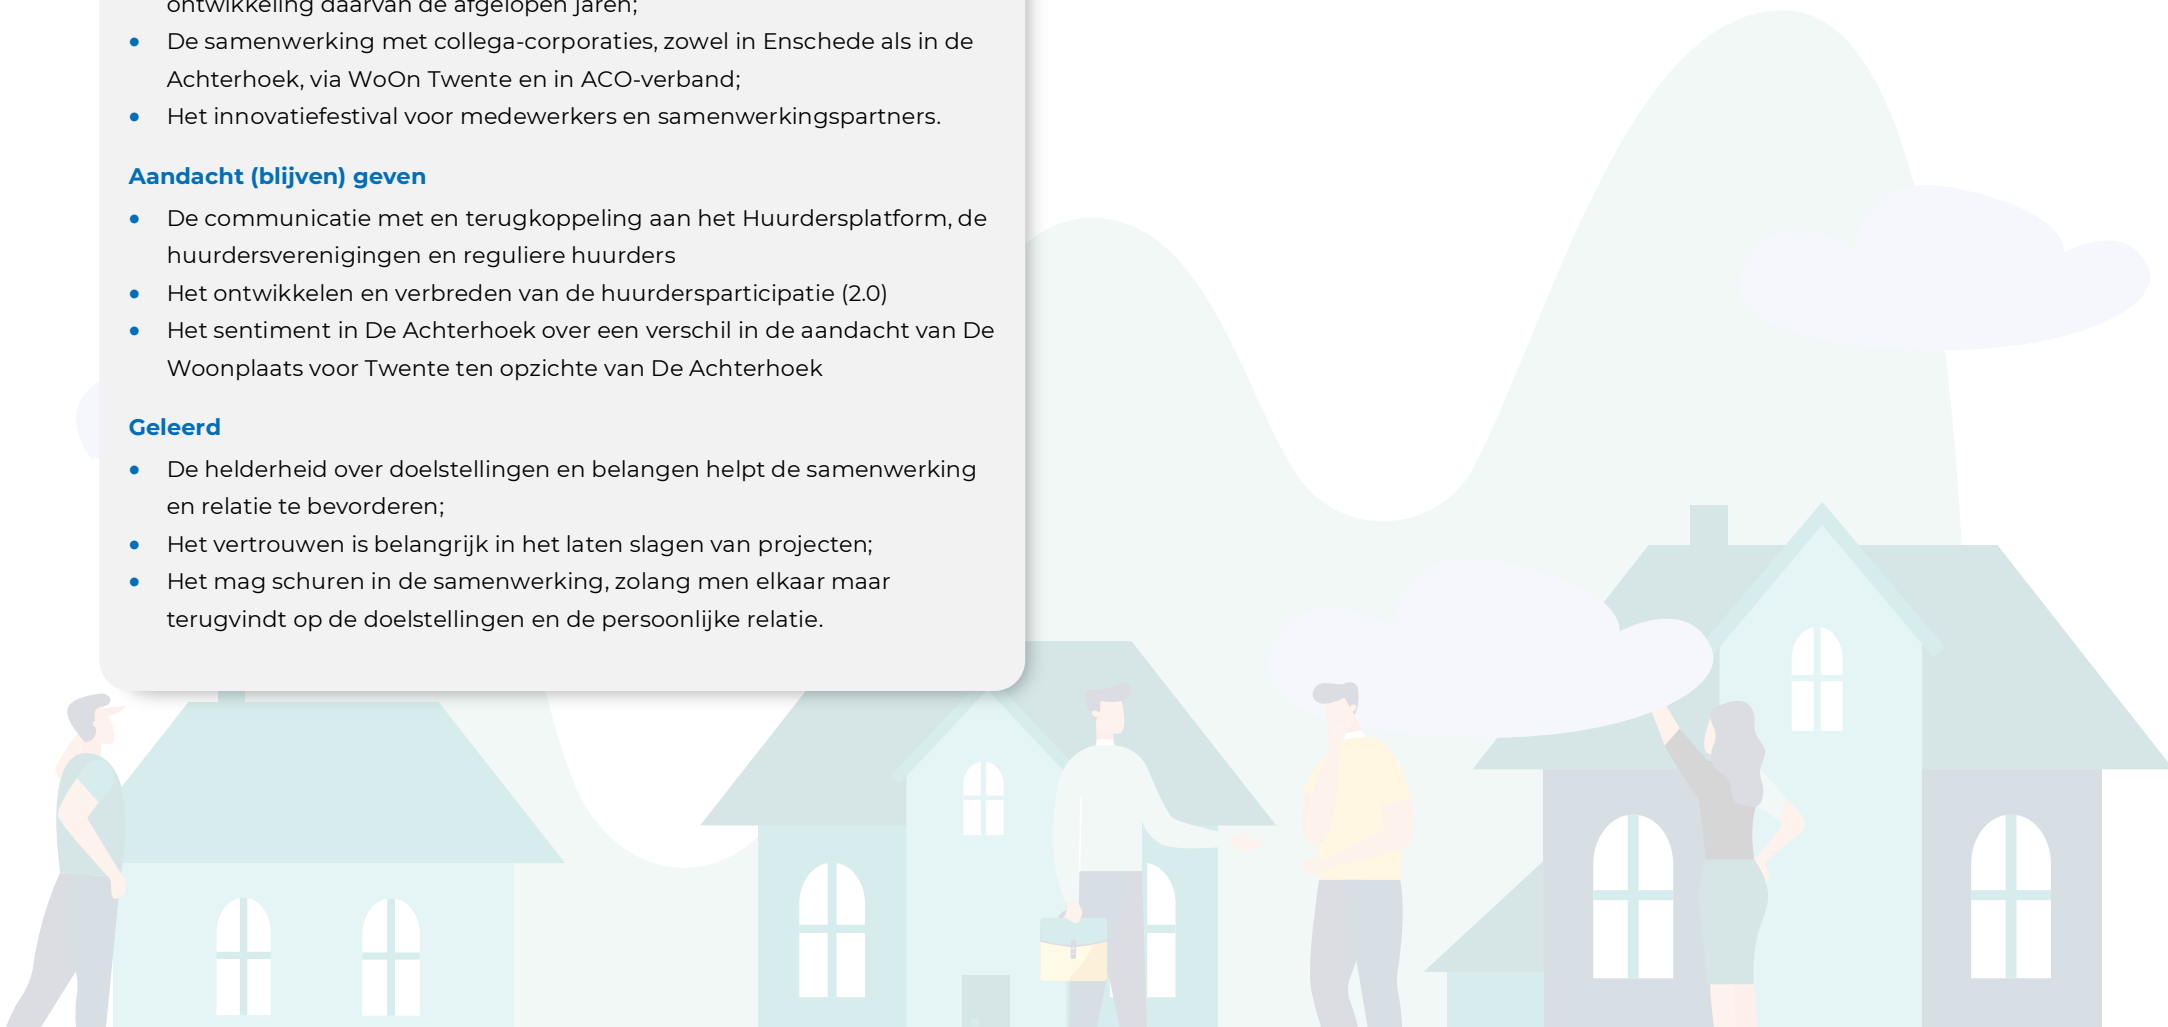 ontwikkeling daarvan de afgelopen jaren;
• De samenwerking met collega-corporaties, zowel in Enschede als in de
Achterhoek, via WoOn Twente en in ACO-verband;
• Het innovatiefestival voor medewerkers en samenwerkingspartners.
Aandacht (blijven) geven
• De communicatie met en terugkoppeling aan het Huurdersplatform, de
huurdersverenigingen en reguliere huurders
• Het ontwikkelen en verbreden van de huurdersparticipatie (2.0)
• Het sentiment in De Achterhoek over een verschil in de aandacht van De
Woonplaats voor Twente ten opzichte van De Achterhoek
Geleerd
• De helderheid over doelstellingen en belangen helpt de samenwerking
en relatie te bevorderen;
• Het vertrouwen is belangrijk in het laten slagen van projecten;
• Het mag schuren in de samenwerking, zolang men elkaar maar
terugvindt op de doelstellingen en de persoonlijke relatie.